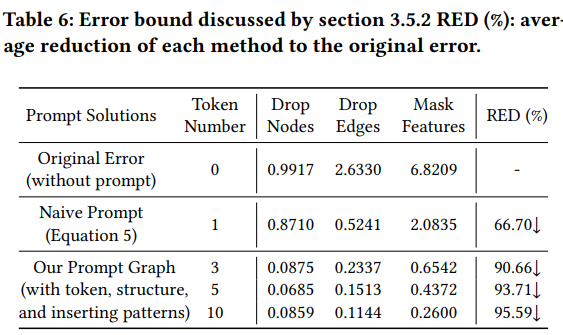 Table 6: Error bound discussed by section 3.5.2 RED (%): aver-
age reduction of each method to the original error.
Prompt Solutions Token Number Drop Nodes Drop Edges Mask Features RED (%)
Original Error (without prompt) 0 0.9917 2.6330 6.8209 -
Naive Prompt (Equation 5) 1 0.8710 0.5241 2.0835 66.70↓
Our Prompt Graph 3 0.0875 0.2337 0.6542 90.66↓
(with token, structure, 5 0.0685 0.1513 0.4372 93.71↓
and inserting patterns) 10 0.0859 0.1144 0.2600 95.59↓